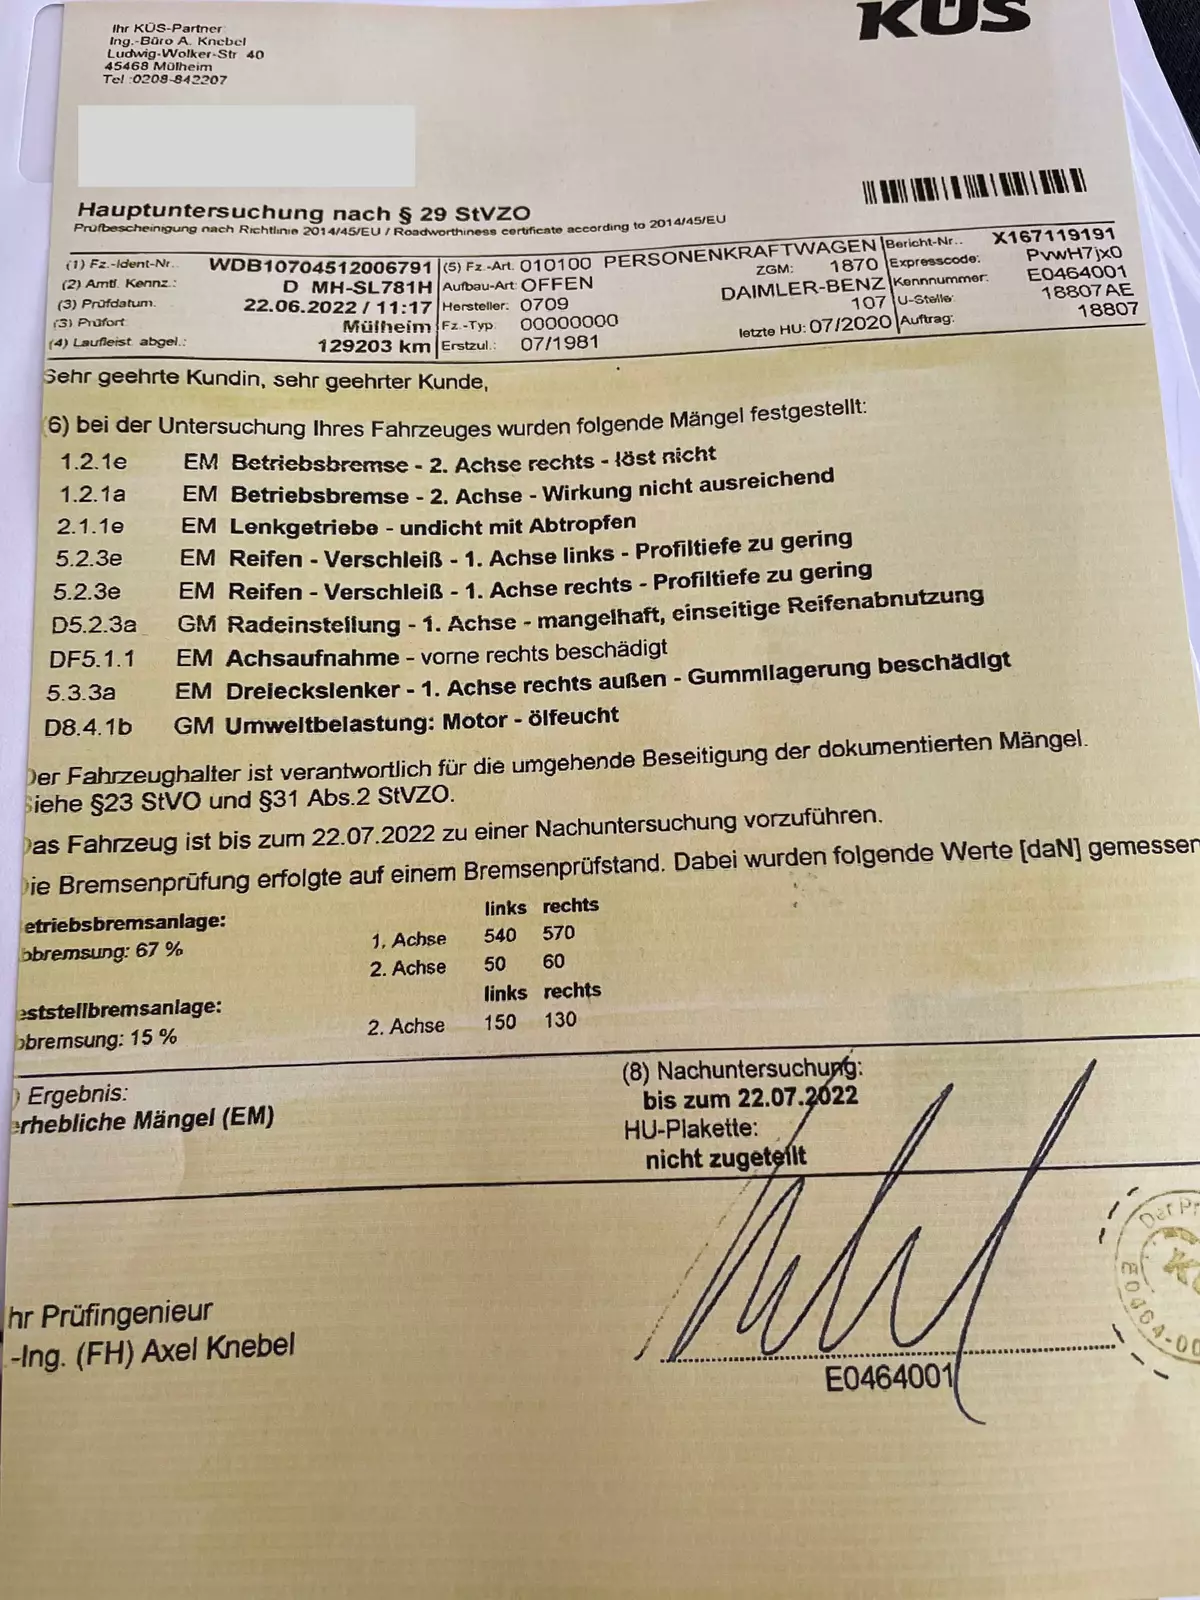 KÜS
Ihr KÜS-Partner
Ing.-Büro A. Knebel
Ludwig-Wolker-Str 40
45468 Mülheim
Tel :0208-842207
Hauptuntersuchung nach § 29 StVZO
Prüfbescheinigung nach Richtlinie 2014/45/EU / Roadworthiness certificate according to 2014/45/EU
(1) Fz.-Ident-Nr.. WDB10704512006791 (5) Fz.-Art. 010100 PERSONENKRAFTWAGEN Bericht-Nr.. X167119191
(2) Amtl. Kennz.: D MH-SL781H Aufbau-Art: OFFEN ZGM: 1870 Expresscode: PvwH7jx0
(3) Prüfdatum. 22.06.2022 / 11:17 Hersteller: 0709 DAIMLER-BENZ Kennnummer: E0464001
(3) Prüfort Mülheim Fz.-Typ 00000000 107 U-Stelle 18807AE
(4) Laufleist abgel.: 129203 km Erstzul.: 07/1981 letzte HU: 07/2020 Auftrag: 18807
Sehr geehrte Kundin, sehr geehrter Kunde,
(6) bei der Untersuchung Ihres Fahrzeuges wurden folgende Mängel festgestellt:
1.2.1e EM Betriebsbremse - 2. Achse rechts - löst nicht
1.2.1a EM Betriebsbremse - 2. Achse - Wirkung nicht ausreichend
2.1.1e EM Lenkgetriebe - undicht mit Abtropfen
5.2.3e EM Reifen - Verschleiß - 1. Achse links - Profiltiefe zu gering
5.2.3e EM Reifen - Verschleiß - 1. Achse rechts - Profiltiefe zu gering
D5.2.3a GM Radeinstellung - 1. Achse - mangelhaft, einseitige Reifenabnutzung
DF5.1.1 EM Achsaufnahme - vorne rechts beschädigt
5.3.3a EM Dreieckslenker - 1. Achse rechts außen - Gummilagerung beschädigt
D8.4.1b GM Umweltbelastung: Motor - ölfeucht
Der Fahrzeughalter ist verantwortlich für die umgehende Beseitigung der dokumentierten Mängel.
Siehe §23 StVO und §31 Abs.2 StVZO.
Das Fahrzeug ist bis zum 22.07.2022 zu einer Nachuntersuchung vorzuführen.
Die Bremsenprüfung erfolgte auf einem Bremsenprüfstand. Dabei wurden folgende Werte [daN] gemessen
etriebsbremsanlage: links rechts
bbremsung: 67 % 1. Achse 540 570
2. Achse 50 60
eststellbremsanlage: links rechts
bbremsung: 15 % 2. Achse 150 130
) Ergebnis:
erhebliche Mängel (EM)
(8) Nachuntersuchung:
bis zum 22.07.2022
HU-Plakette:
nicht zugeteilt
hr Prüfingenieur
-Ing. (FH) Axel Knebel
E0464001
Der Pr
KÜ
E0464-00